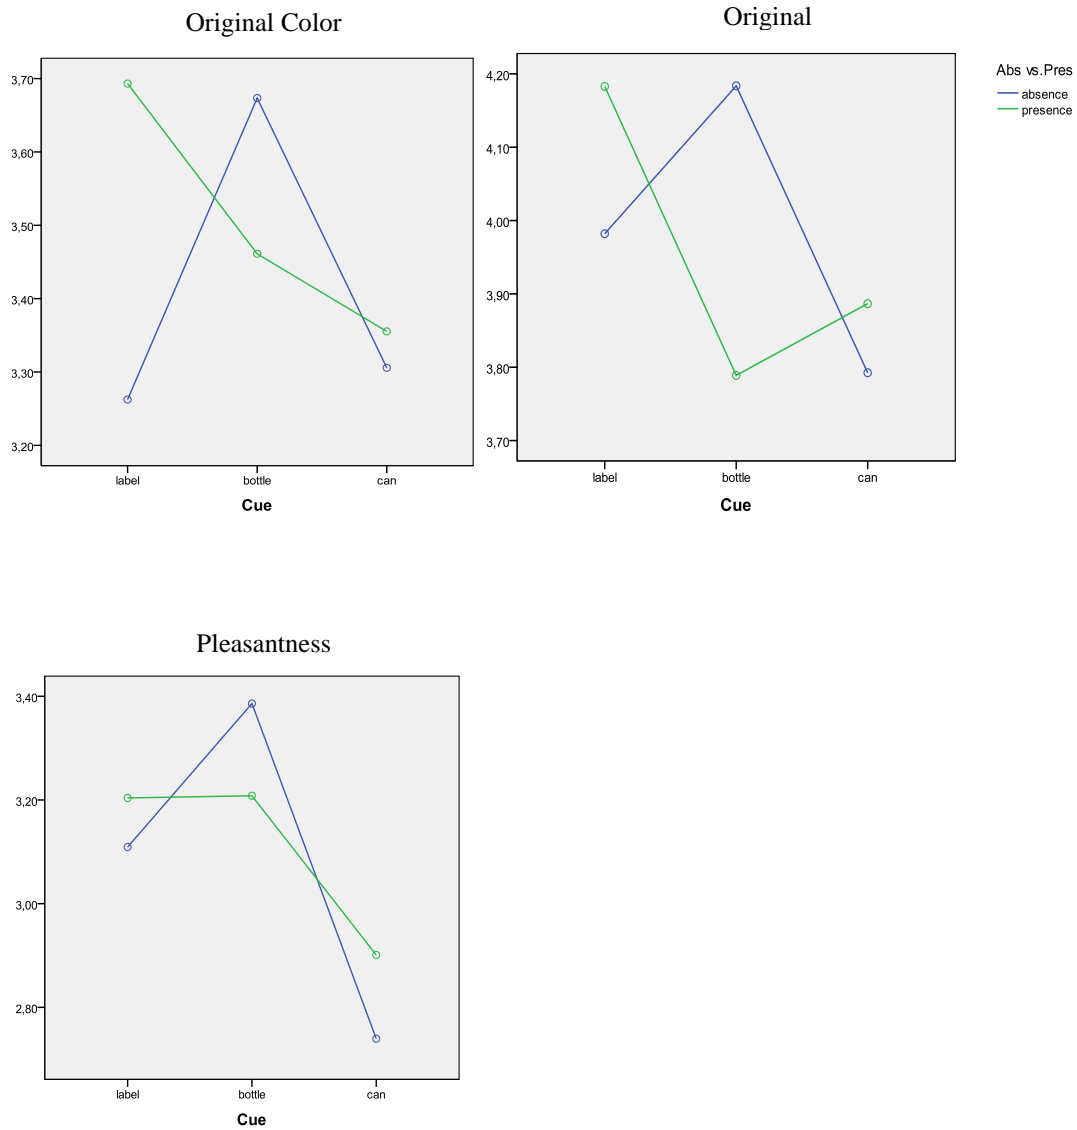 Original Color
3,70
3,60
3,50
3,40
3,30
3,20
label bottle can
Cue
Original
4,20
4,10
4,00
3,90
3,80
3,70
label bottle can
Cue
Abs vs.Pres
absence
presence
Pleasantness
3,40
3,20
3,00
2,80
label bottle can
Cue